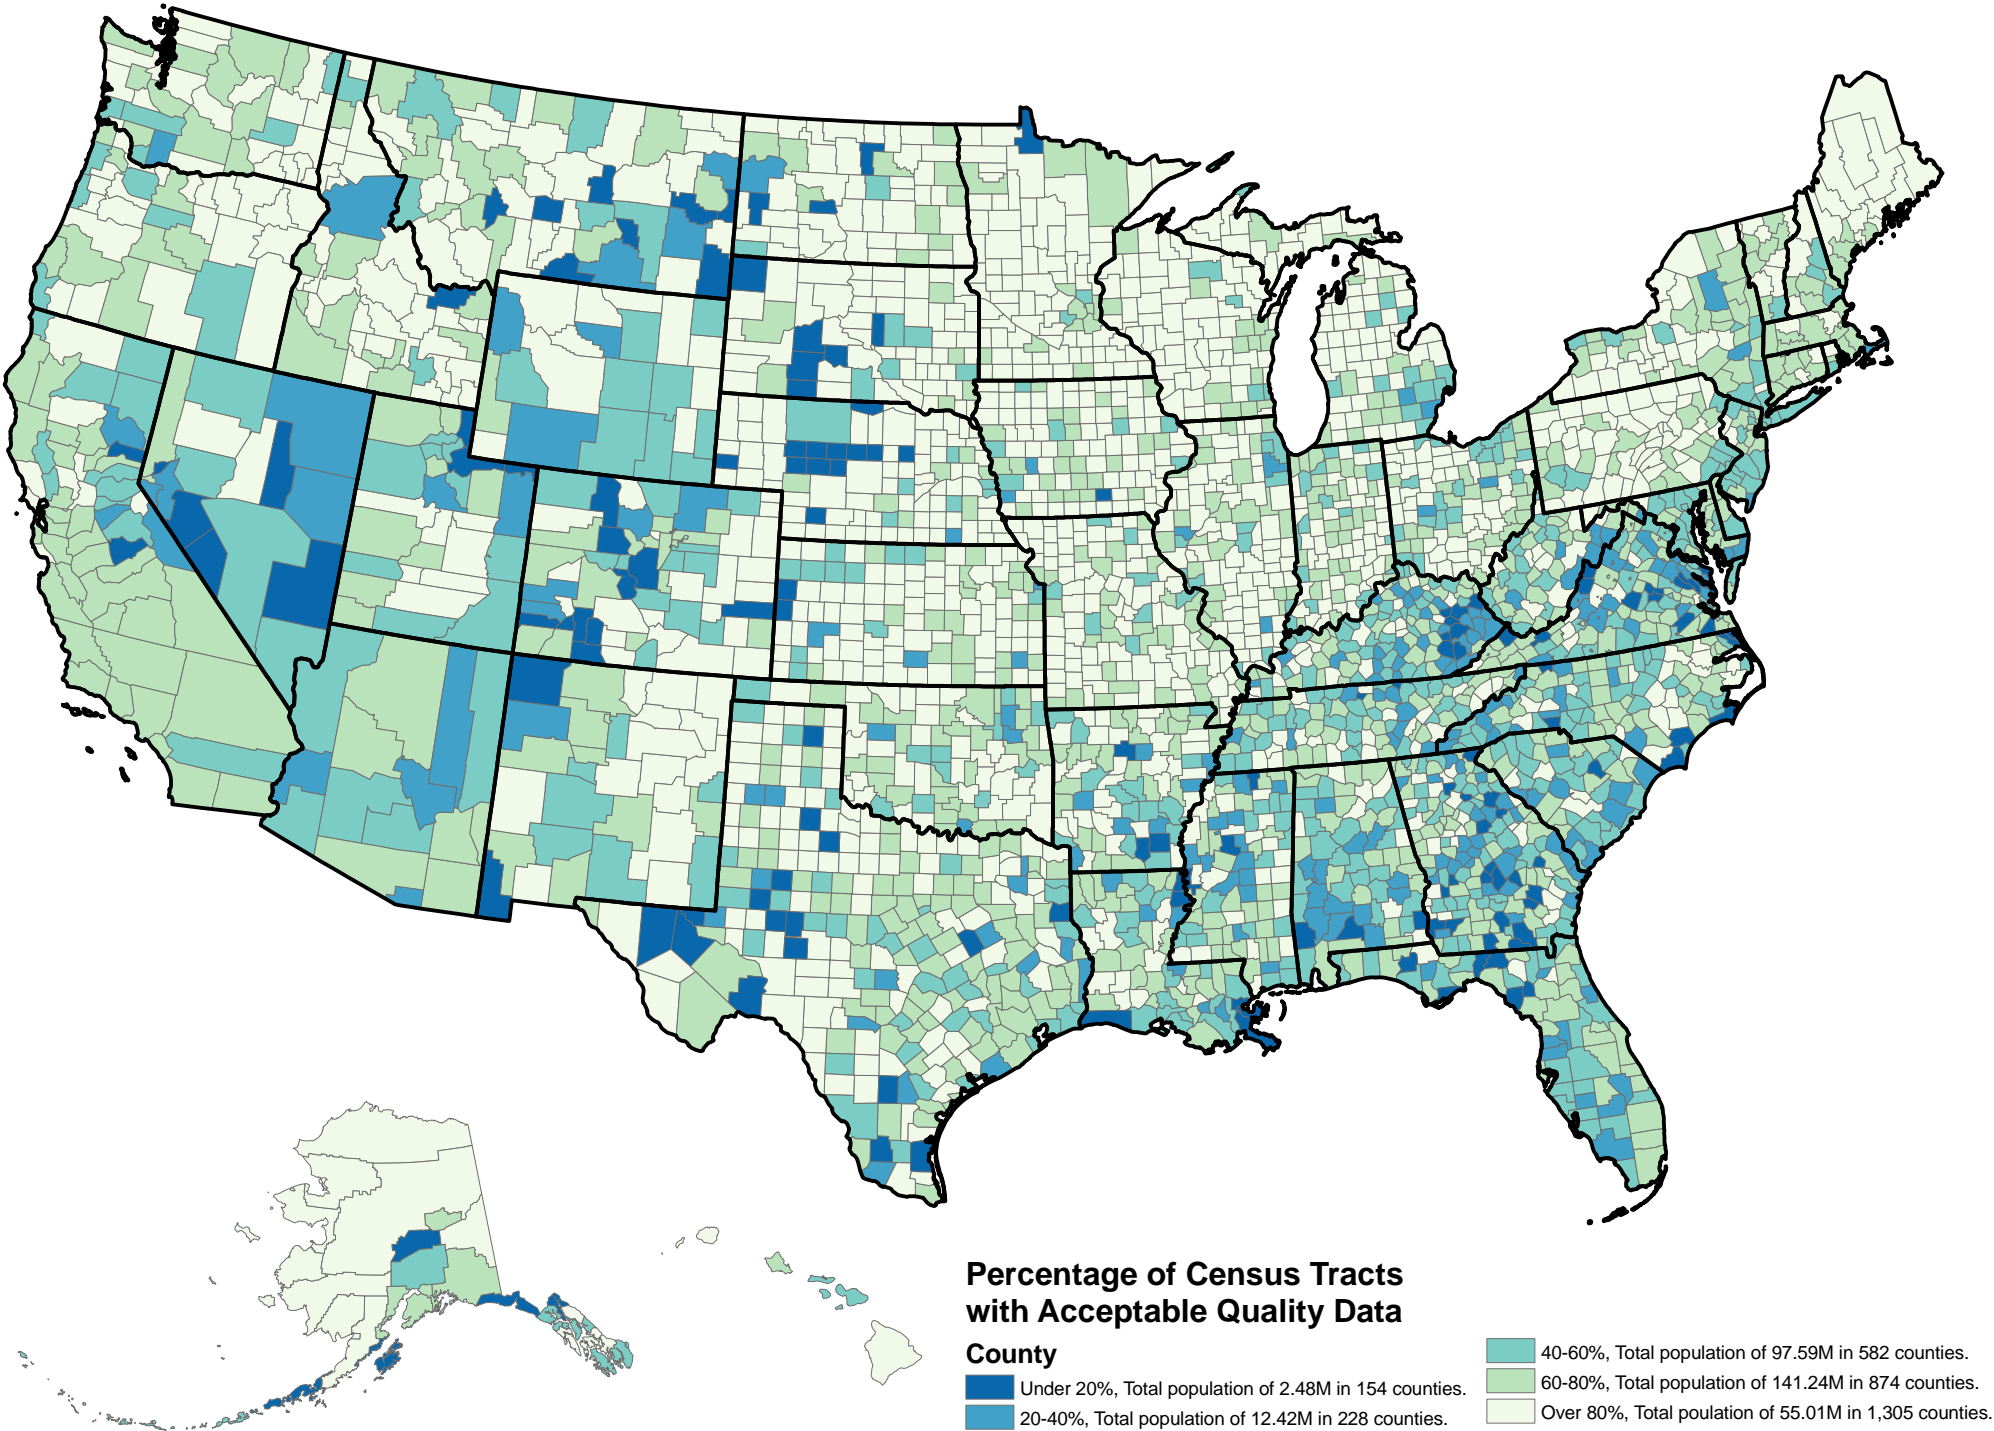 Percentage of Census Tracts
with Acceptable Quality Data
County
Under 20%, Total population of 2.48M in 154 counties.
20-40%, Total population of 12.42M in 228 counties.
40-60%, Total population of 97.59M in 582 counties.
60-80%, Total population of 141.24M in 874 counties.
Over 80%, Total poulation of 55.01M in 1,305 counties.